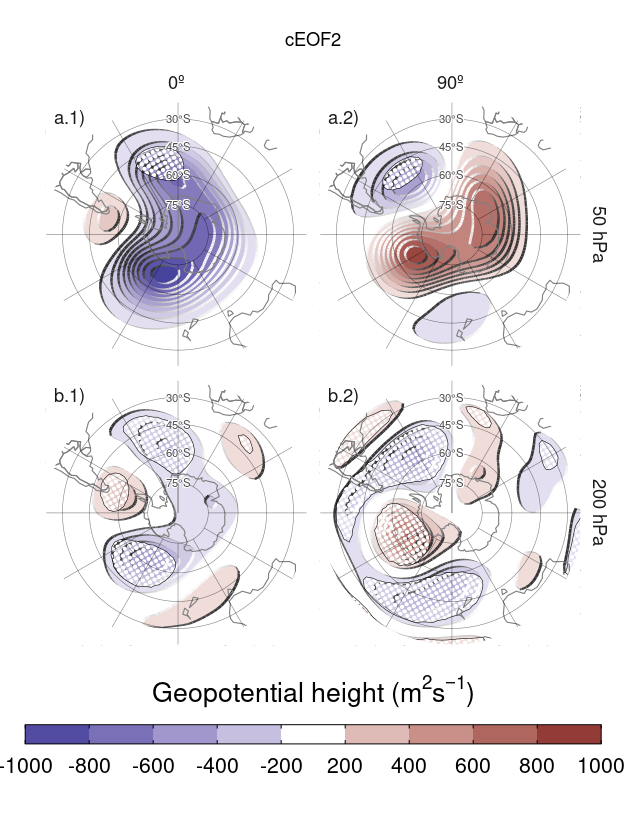 cEOF2
0º 90º
a.1) a.2)
30°S 30°S
45°S 45°S
60°S 60°S
75°S 75°S
50 hPa
b.1) b.2)
30°S 30°S
45°S 45°S
60°S 60°S
75°S 75°S
200 hPa
Geopotential height (m²s⁻¹)
-1000 -800 -600 -400 -200 200 400 600 800 1000